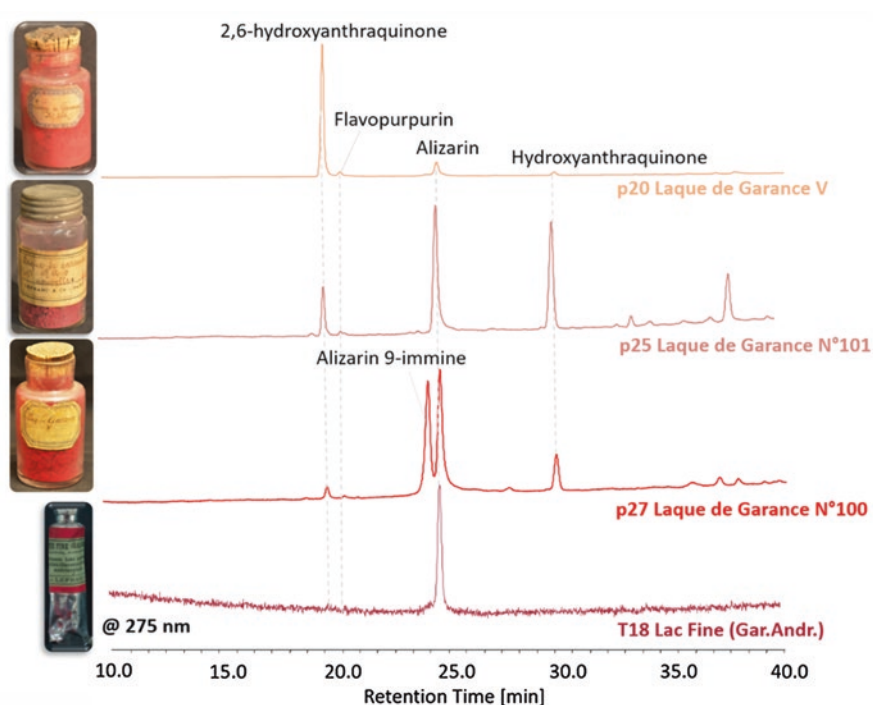 2,6-hydroxyanthraquinone
Flavopurpurin
Alizarin
Hydroxyanthraquinone
p20 Laque de Garance V
p25 Laque de Garance N°101
Alizarin 9-immine
p27 Laque de Garance N°100
@ 275 nm
T18 Lac Fine (Gar.Andr.)
10.0 15.0 20.0 25.0 30.0 35.0 40.0
Retention Time [min]